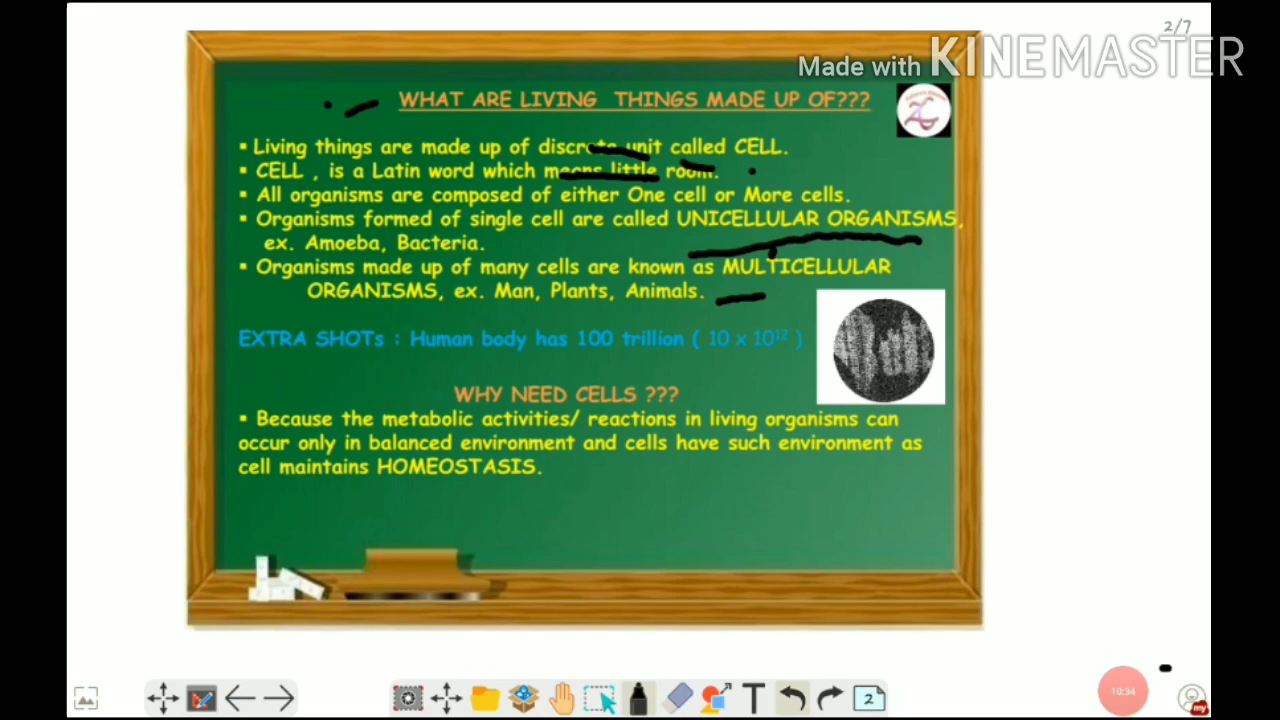 2/7
Made with KINEMASTER
WHAT ARE LIVING THINGS MADE UP OF???
▪ Living things are made up of discrete unit called CELL.
▪ CELL , is a Latin word which means little room.
▪ All organisms are composed of either One cell or More cells.
▪ Organisms formed of single cell are called UNICELLULAR ORGANISMS,
ex. Amoeba, Bacteria.
▪ Organisms made up of many cells are known as MULTICELLULAR
ORGANISMS, ex. Man, Plants, Animals.
EXTRA SHOTs : Human body has 100 trillion ( 10 x 10¹² )
WHY NEED CELLS ???
▪ Because the metabolic activities/ reactions in living organisms can
occur only in balanced environment and cells have such environment as
cell maintains HOMEOSTASIS.
T
2
10:34
my